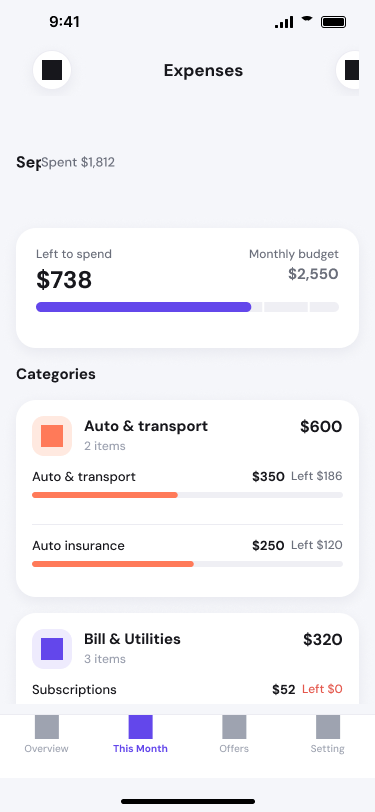 9:41
Expenses
Sep Spent $1,812
Left to spend Monthly budget
$738 $2,550
Categories
Auto & transport $600
2 items
Auto & transport $350 Left $186
Auto insurance $250 Left $120
Bill & Utilities $320
3 items
Subscriptions $52 Left $0
Overview This Month Offers Setting